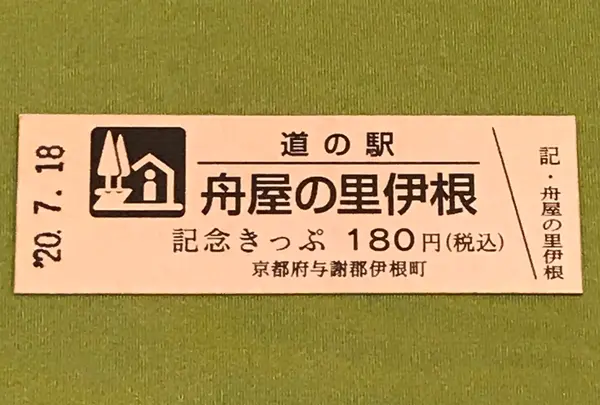 '20.7.18
道の駅
舟屋の里伊根
記念きっぷ 180円(税込)
京都府与謝郡伊根町
記・舟屋の里伊根